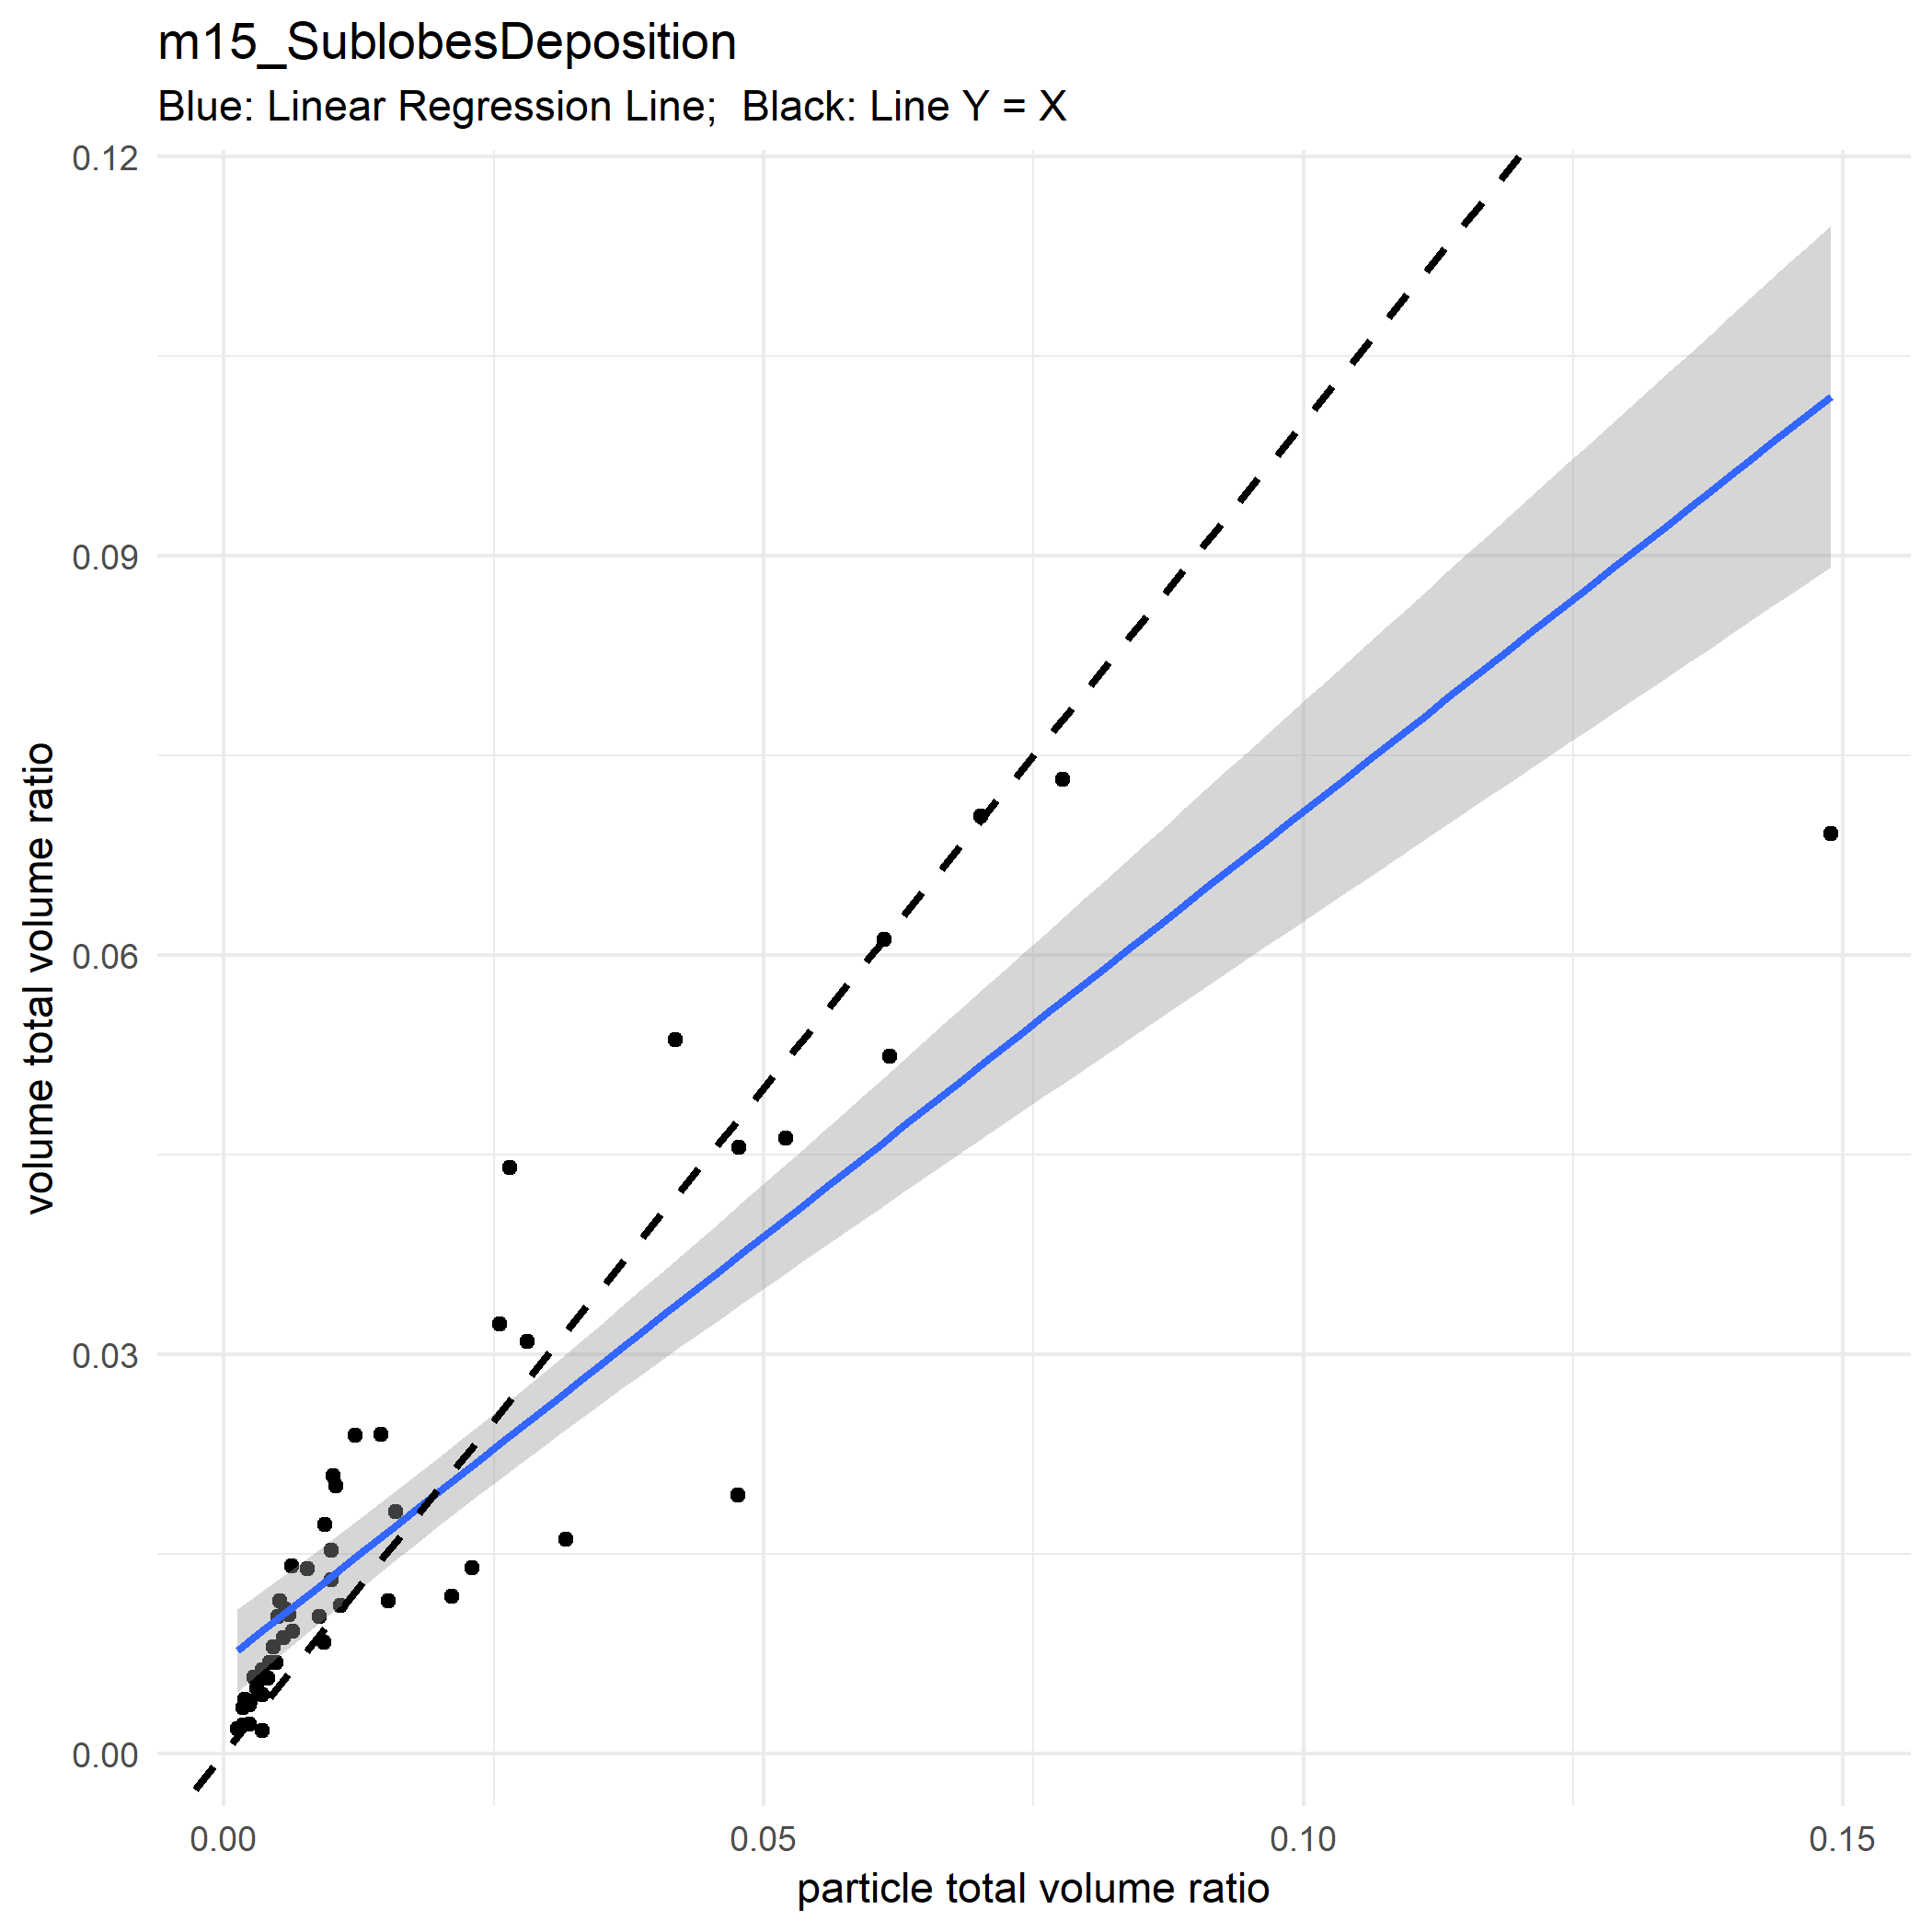 m15_SublobesDeposition
Blue: Linear Regression Line;  Black: Line Y = X
0.12
0.09
0.06
0.03
0.00
volume total volume ratio
0.00 0.05 0.10 0.15
particle total volume ratio